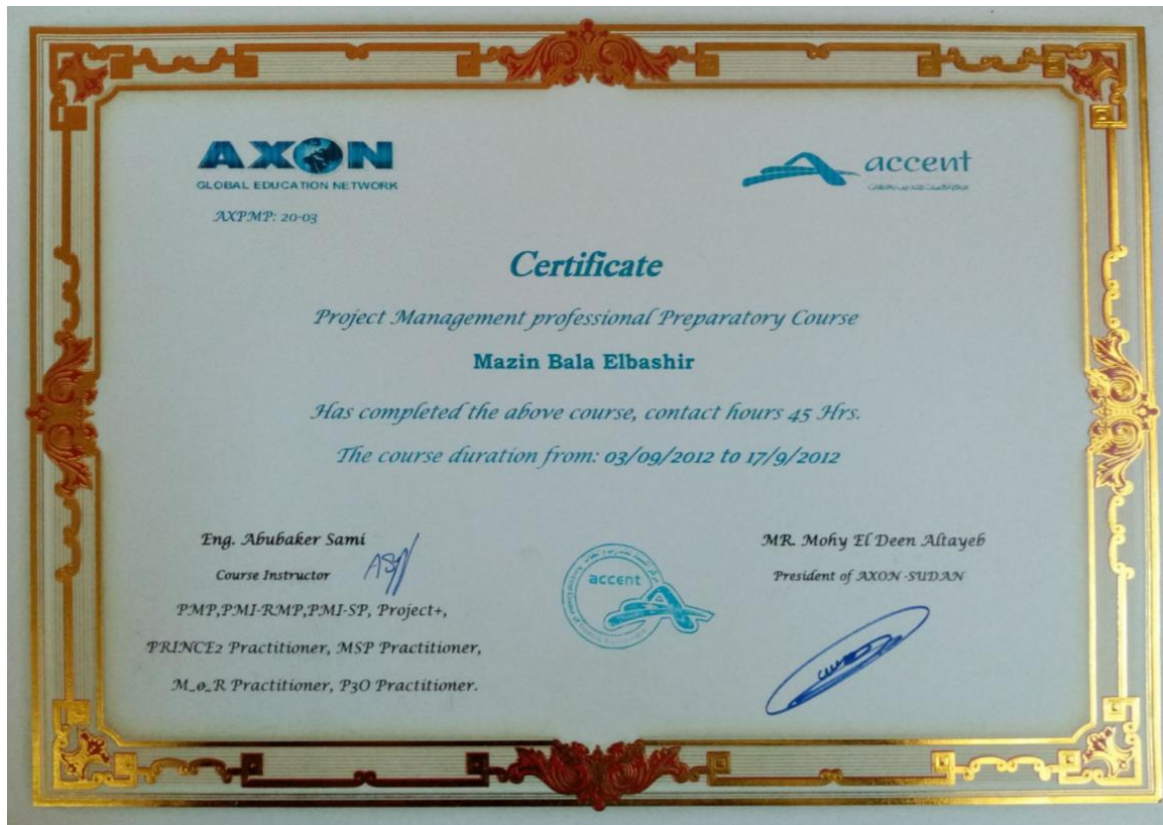 AXON
GLOBAL EDUCATION NETWORK
AXPMP: 20-03
accent
Certificate
Project Management professional Preparatory Course
Mazin Bala Elbashir
Has completed the above course, contact hours 45 Hrs.
The course duration from: 03/09/2012 to 17/9/2012
Eng. Abubaker Sami
Course Instructor
PMP,PMI-RMP,PMI-SP, Project+,
PRINCE2 Practitioner, MSP Practitioner,
M_o_R Practitioner, P3O Practitioner.
accent
MR. Mohy El Deen Altayeb
President of AXON-SUDAN